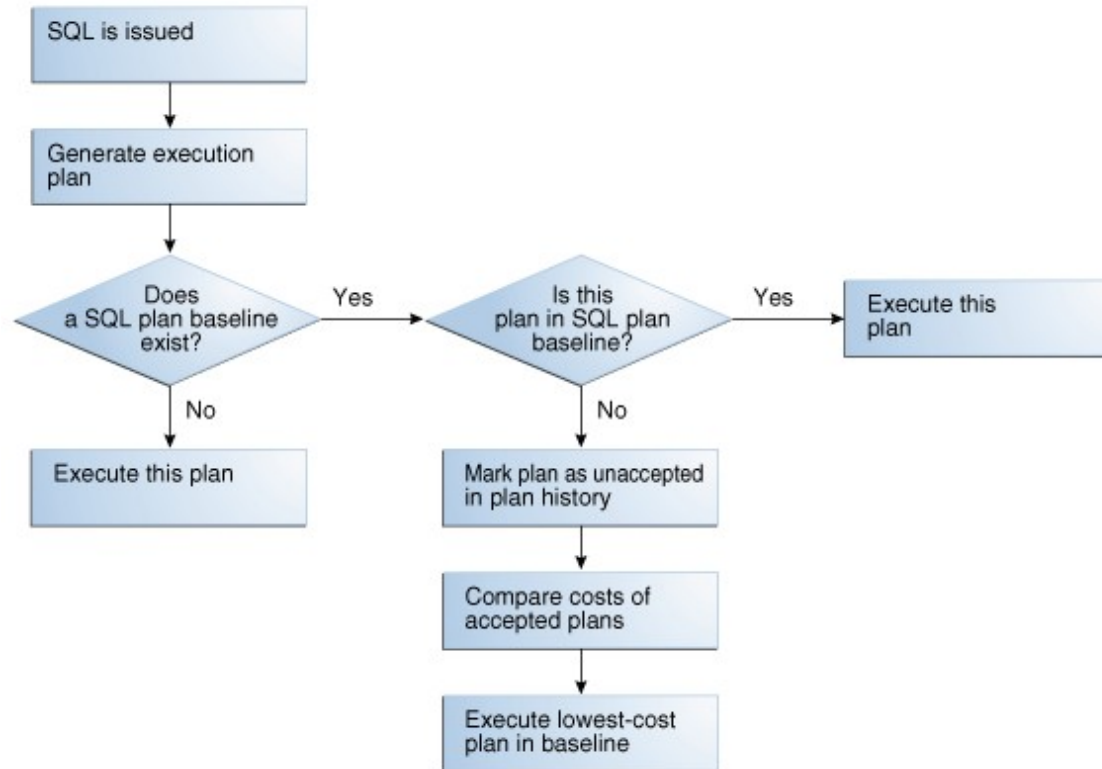 SQL is issued
Generate execution
plan
Does
a SQL plan baseline
exist?
Yes
Is this
plan in SQL plan
baseline?
Yes
Execute this
plan
No
No
Execute this plan
Mark plan as unaccepted
in plan history
Compare costs of
accepted plans
Execute lowest-cost
plan in baseline